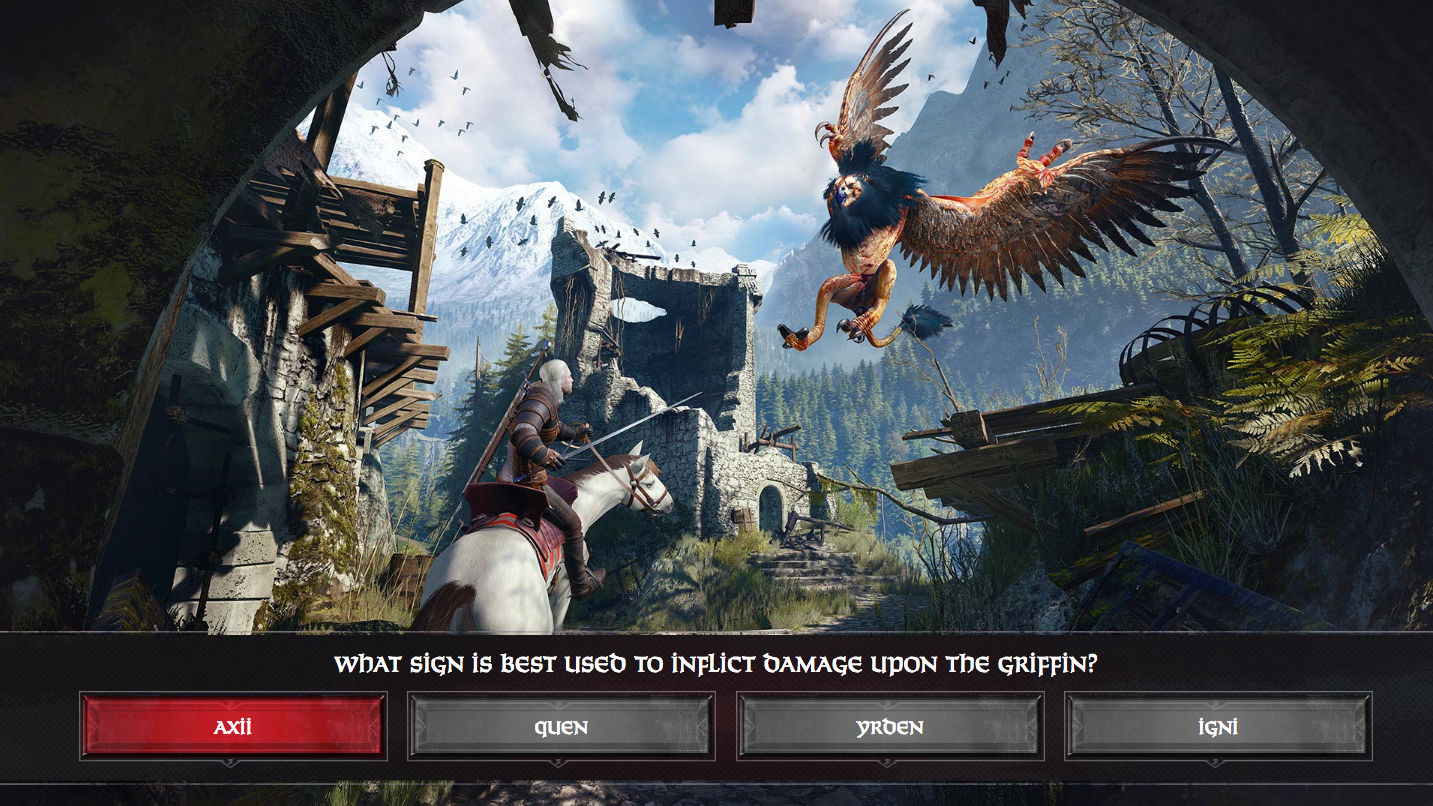 WHAT SIGN IS BEST USED TO INFLICT DAMAGE UPON THE GRIFFIN?
AXII
QUEN
YRDEN
IGNI